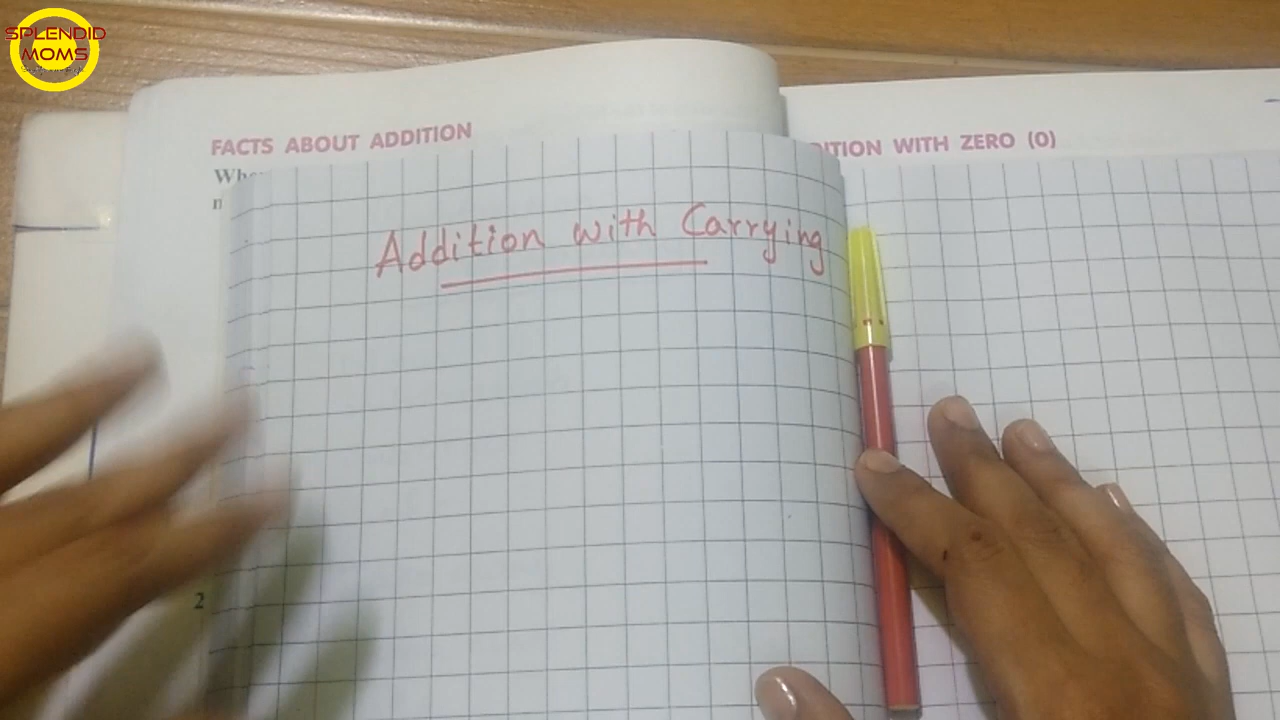 SPLENDID
MOMS
FACTS ABOUT ADDITION
DITION WITH ZERO (0)
Addition with Carrying
2